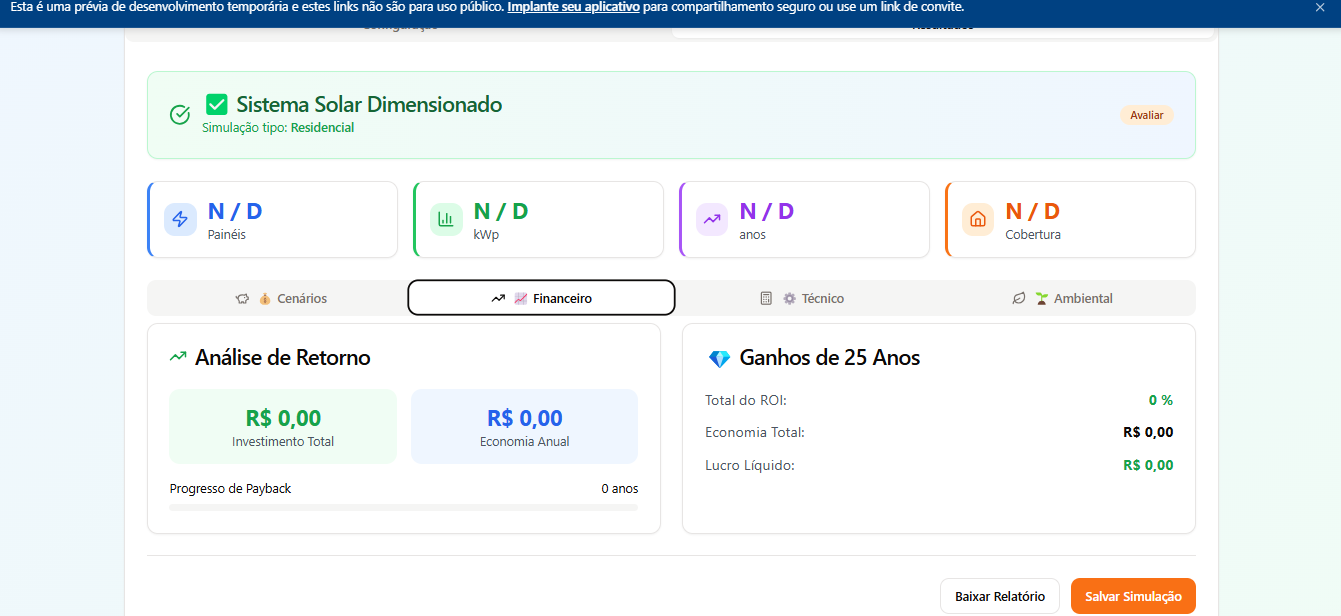 Esta é uma prévia de desenvolvimento temporária e estes links não são para uso público. Implante seu aplicativo para compartilhamento seguro ou use um link de convite.
Configuração Resultados
Sistema Solar Dimensionado
Simulação tipo: Residencial
Avaliar
N / D
Painéis
N / D
kWp
N / D
anos
N / D
Cobertura
Cenários
Financeiro
Técnico
Ambiental
Análise de Retorno
R$ 0,00
Investimento Total
R$ 0,00
Economia Anual
Progresso de Payback 0 anos
Ganhos de 25 Anos
Total do ROI: 0 %
Economia Total: R$ 0,00
Lucro Líquido: R$ 0,00
Baixar Relatório
Salvar Simulação